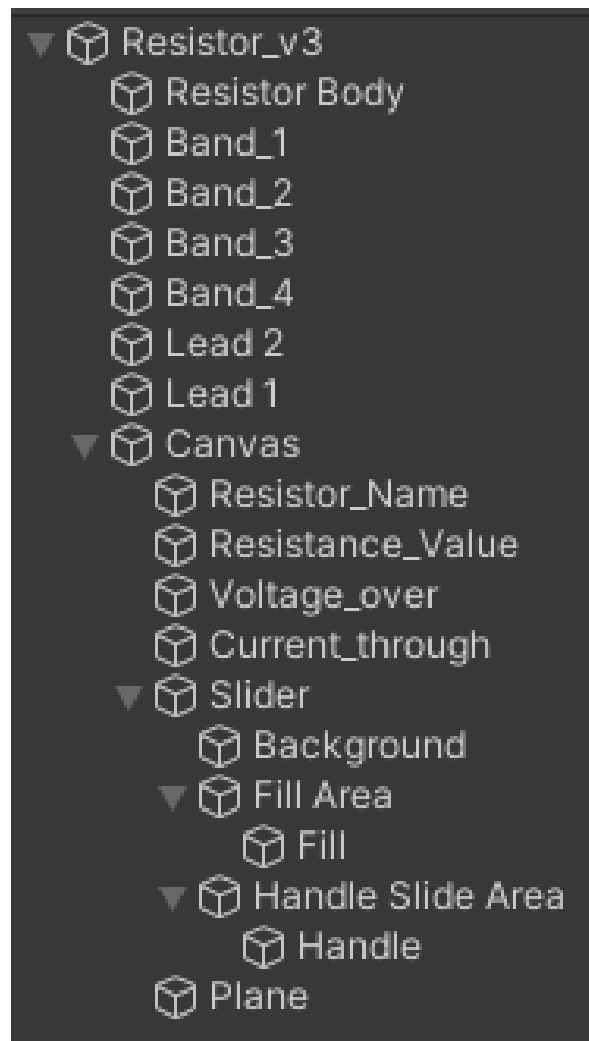 Resistor_v3
Resistor Body
Band_1
Band_2
Band_3
Band_4
Lead 2
Lead 1
Canvas
Resistor_Name
Resistance_Value
Voltage_over
Current_through
Slider
Background
Fill Area
Fill
Handle Slide Area
Handle
Plane